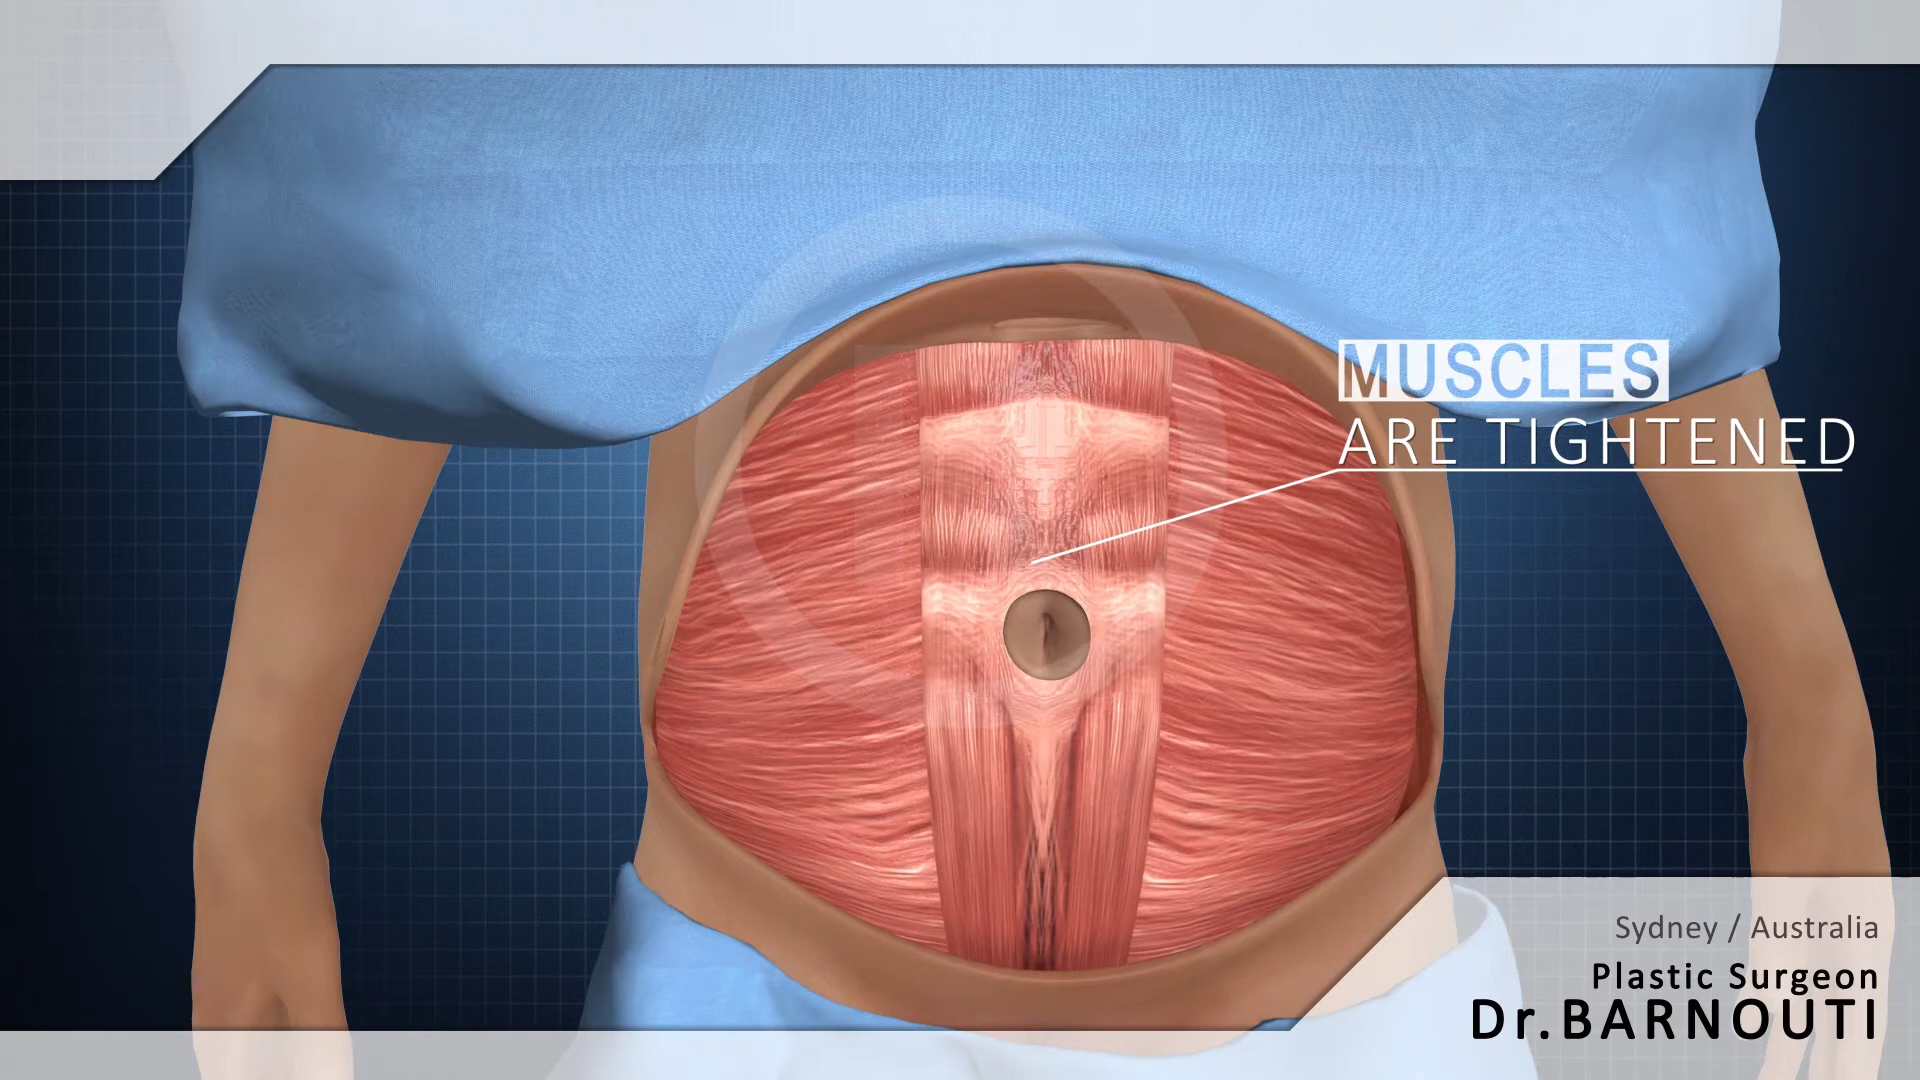 MUSCLES
ARE TIGHTENED
Sydney / Australia
Plastic Surgeon
Dr.BARNOUTI